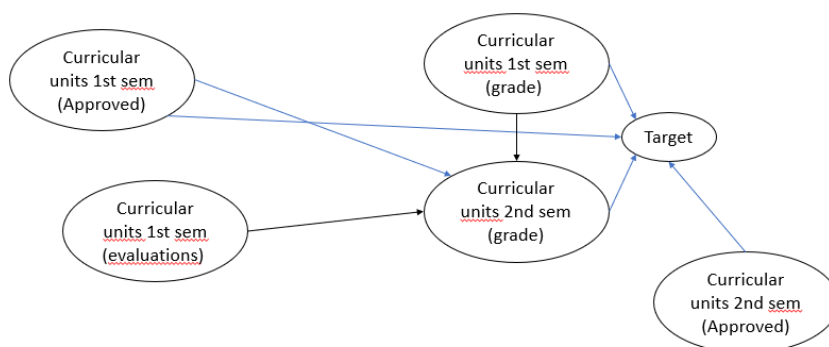 Curricular
units 1st sem
(Approved)
Curricular
units 1st sem
(grade)
Target
Curricular
units 1st sem
(evaluations)
Curricular
units 2nd sem
(grade)
Curricular
units 2nd sem
(Approved)